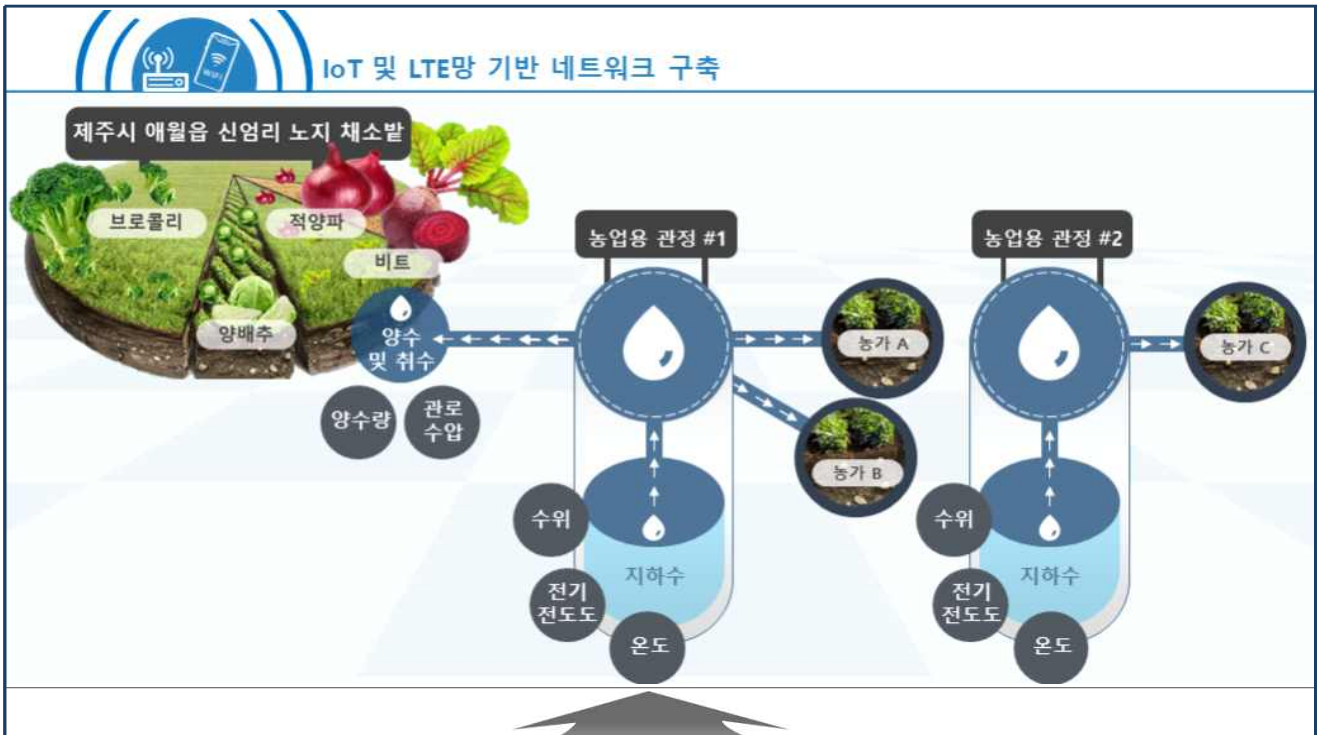 WiFi
IoT 및 LTE망 기반 네트워크 구축
제주시 애월읍 신엄리 노지 채소밭
브로콜리
적양파
비트
양배추
양수
및 취수
양수량
관로
수압
농업용 관정 #1
농가 A
농가 B
수위
지하수
전기
전도도
온도
농업용 관정 #2
농가 C
수위
지하수
전기
전도도
온도